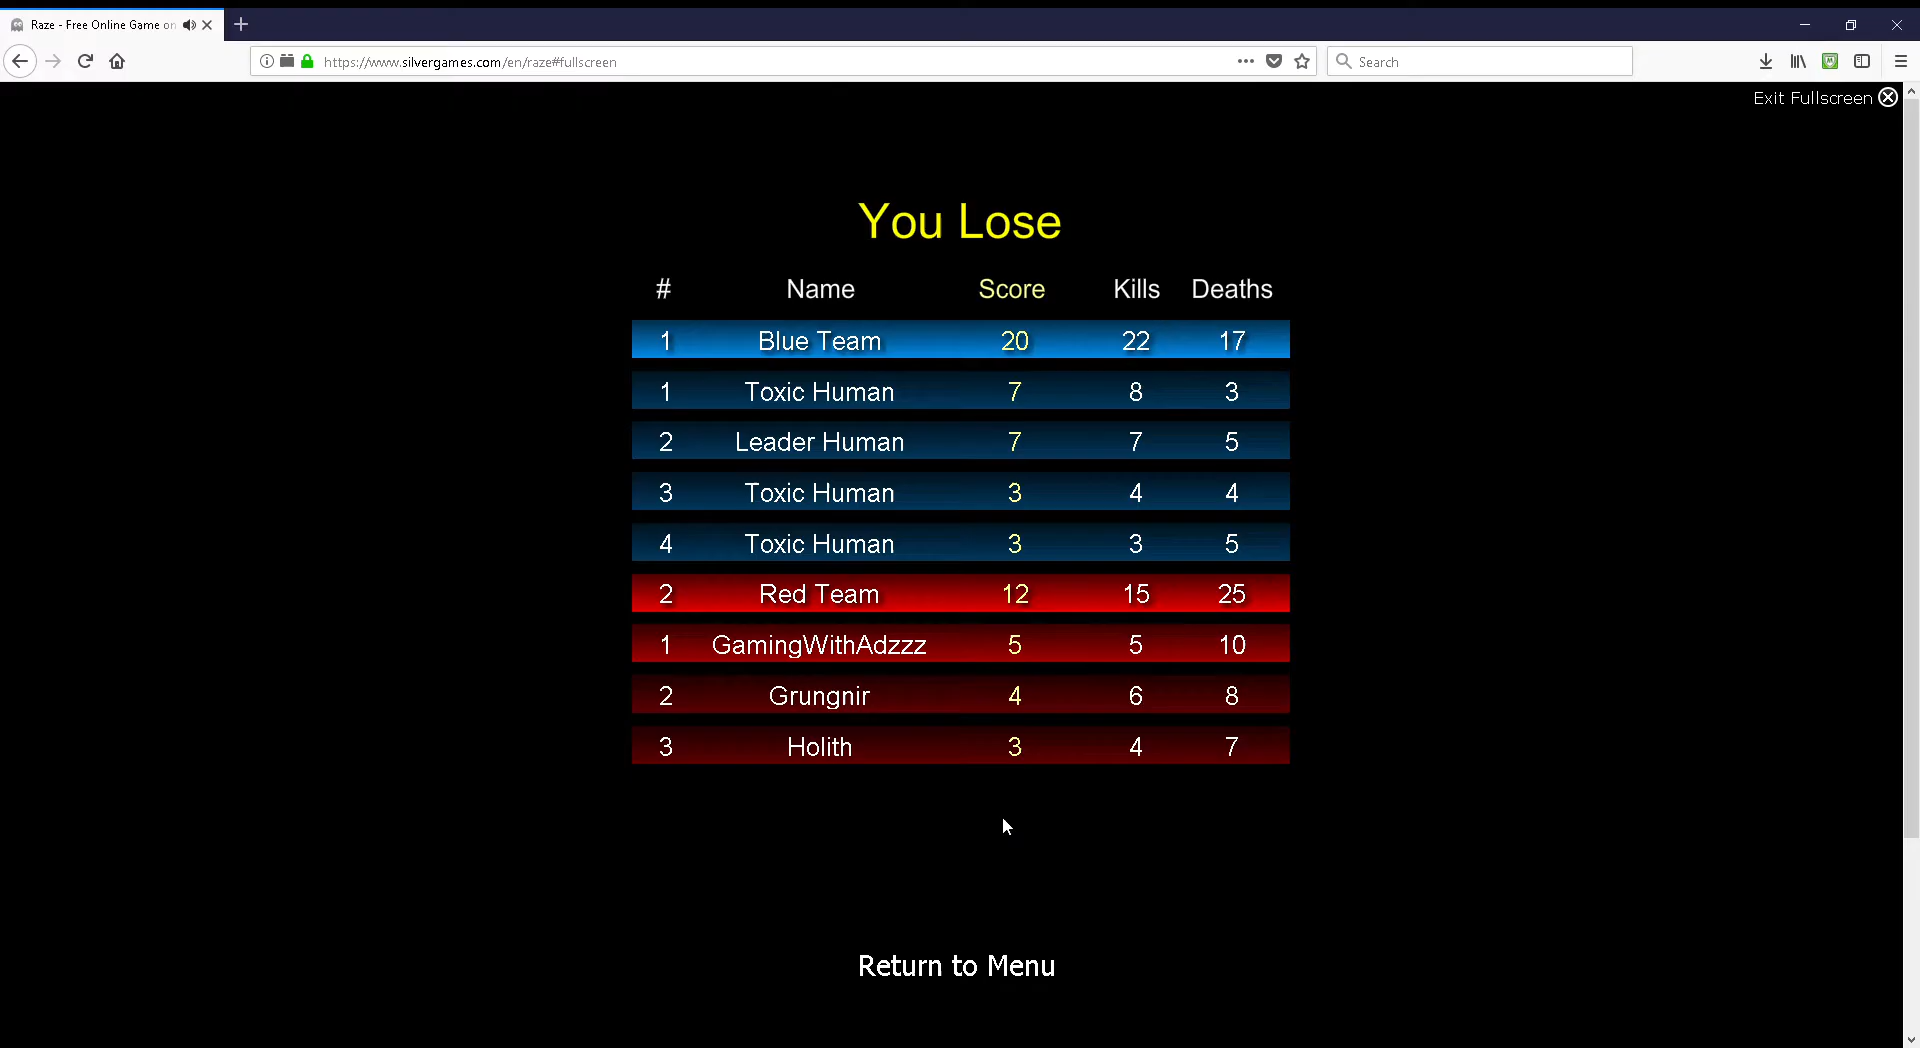 Raze - Free Online Game on
https://www.silvergames.com/en/raze#fullscreen
Search
Exit Fullscreen
You Lose
# Name Score Kills Deaths
1 Blue Team 20 22 17
1 Toxic Human 7 8 3
2 Leader Human 7 7 5
3 Toxic Human 3 4 4
4 Toxic Human 3 3 5
2 Red Team 12 15 25
1 GamingWithAdzzz 5 5 10
2 Grungnir 4 6 8
3 Holith 3 4 7
Return to Menu